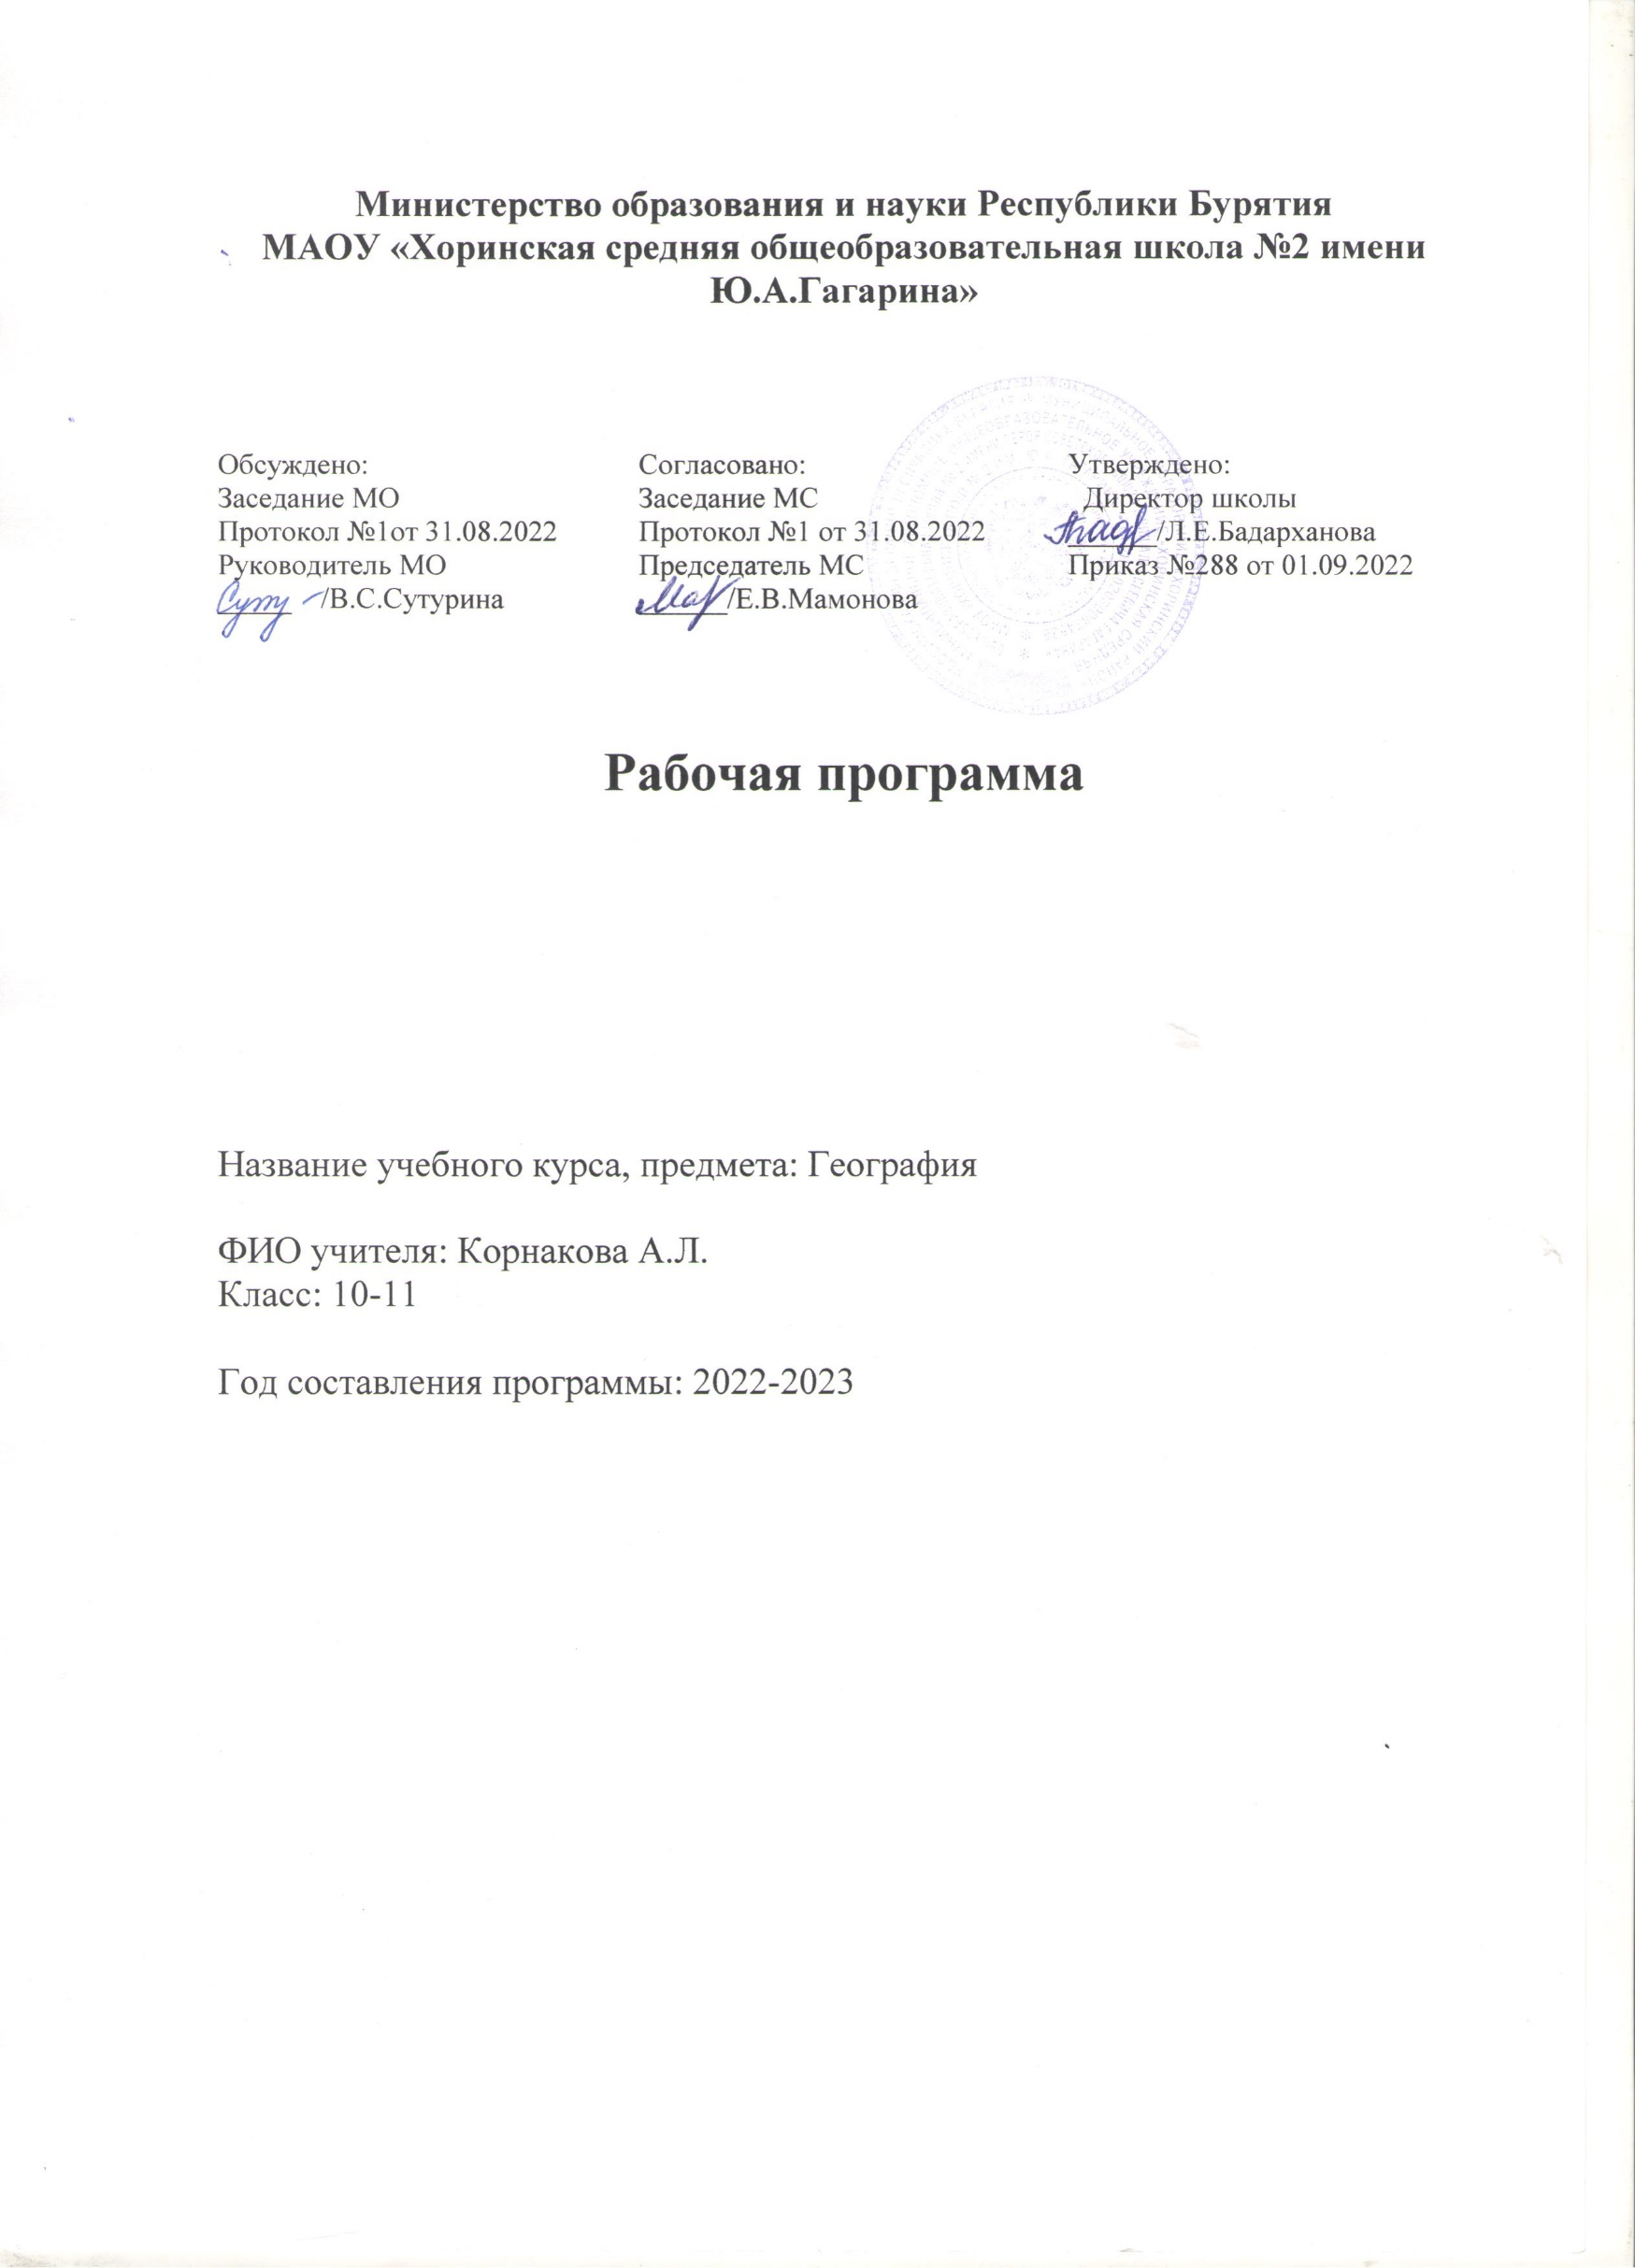 Министерство образования и науки Республики Бурятия
МАОУ «Хоринская средняя общеобразовательная школа №2 имени
Ю.А.Гагарина»
Обсуждено:
Заседание МО
Протокол №1от 31.08.2022
Руководитель МО
/В.С.Сутурина
Согласовано:
Заседание МС
Протокол №1 от 31.08.2022
Председатель МС
/Е.В.Мамонова
Утверждено:
Директор школы
/Л.Е.Бадарханова
Приказ №288 от 01.09.2022
Рабочая программа
Название учебного курса, предмета: География
ФИО учителя: Корнакова А.Л.
Класс: 10-11
Год составления программы: 2022-2023